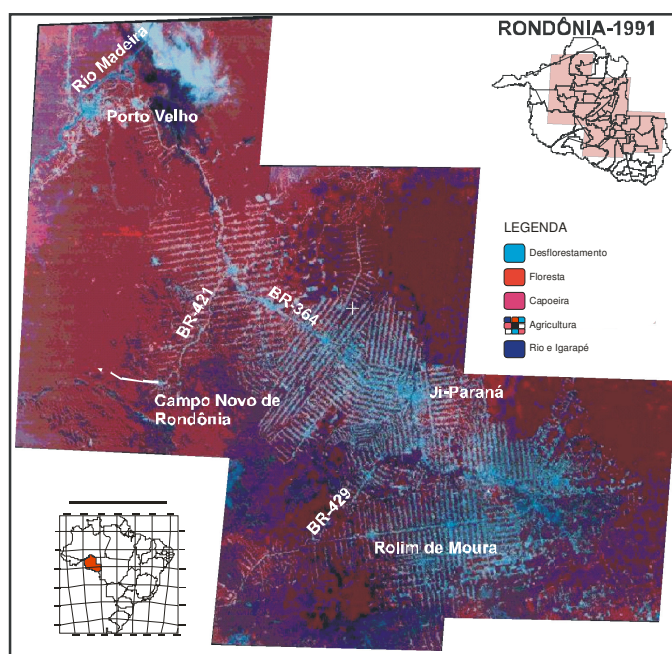 RONDÔNIA-1991
Rio Madeira
Porto Velho
LEGENDA
Desflorestamento
Floresta
Capoeira
Agricultura
Rio e Igarapé
BR-421
BR-364
Campo Novo de
Rondônia
Ji-Paraná
BR-429
Rolim de Moura